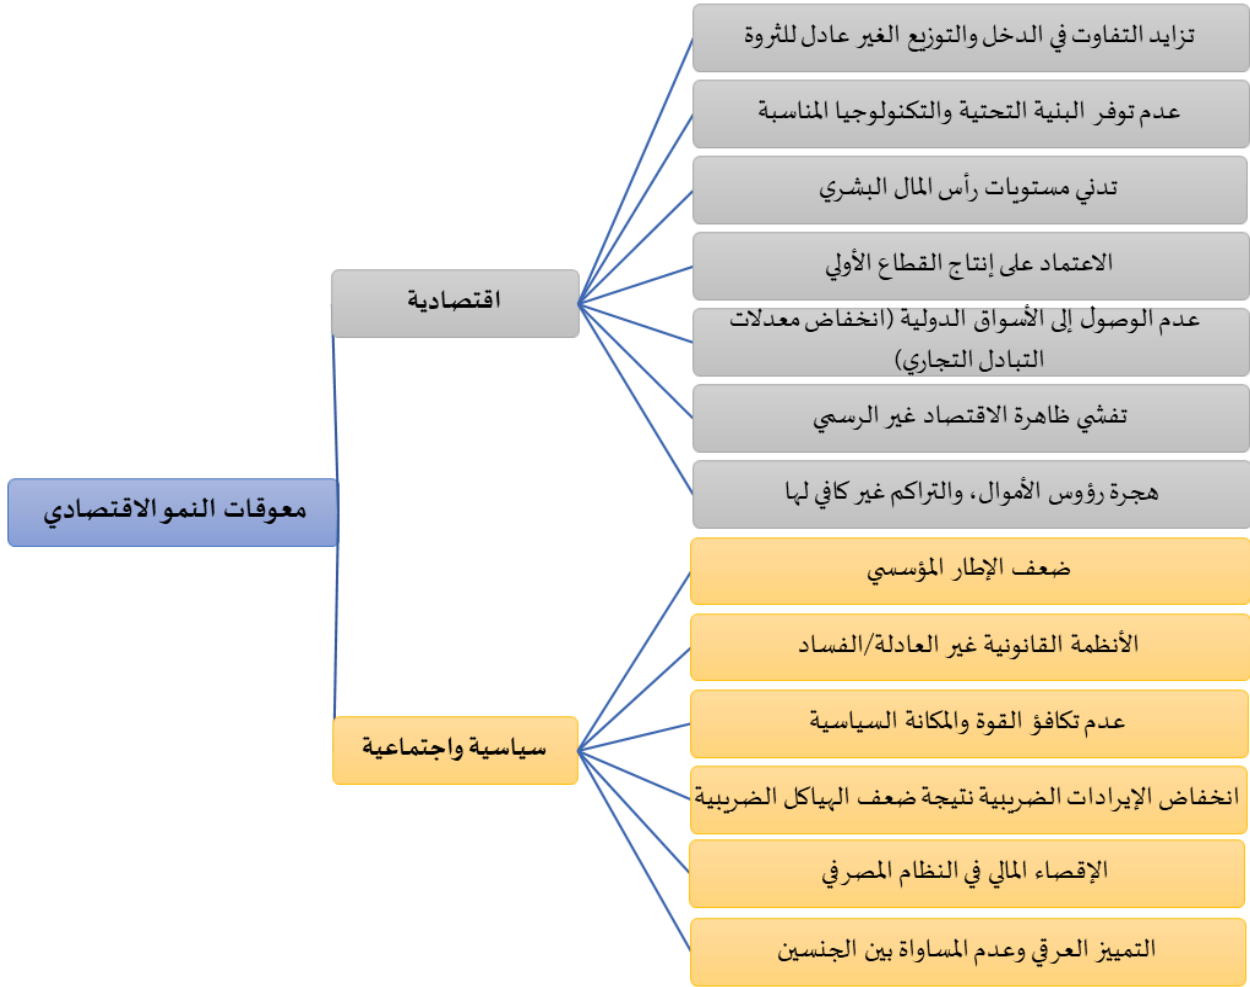 معوقات النمو الاقتصادي
اقتصادية
تزايد التفاوت في الدخل والتوزيع الغير عادل للثروة
عدم توفر البنية التحتية والتكنولوجيا المناسبة
تدني مستويات رأس المال البشري
الاعتماد على إنتاج القطاع الأولي
عدم الوصول إلى الأسواق الدولية (انخفاض معدلات
التبادل التجاري)
تفشي ظاهرة الاقتصاد غير الرسمي
هجرة رؤوس الأموال، والتراكم غير كافي لها
سياسية واجتماعية
ضعف الإطار المؤسسي
الأنظمة القانونية غير العادلة/الفساد
عدم تكافؤ القوة والمكانة السياسية
انخفاض الإيرادات الضريبية نتيجة ضعف الهياكل الضريبية
الإقصاء المالي في النظام المصرفي
التمييز العرقي وعدم المساواة بين الجنسين